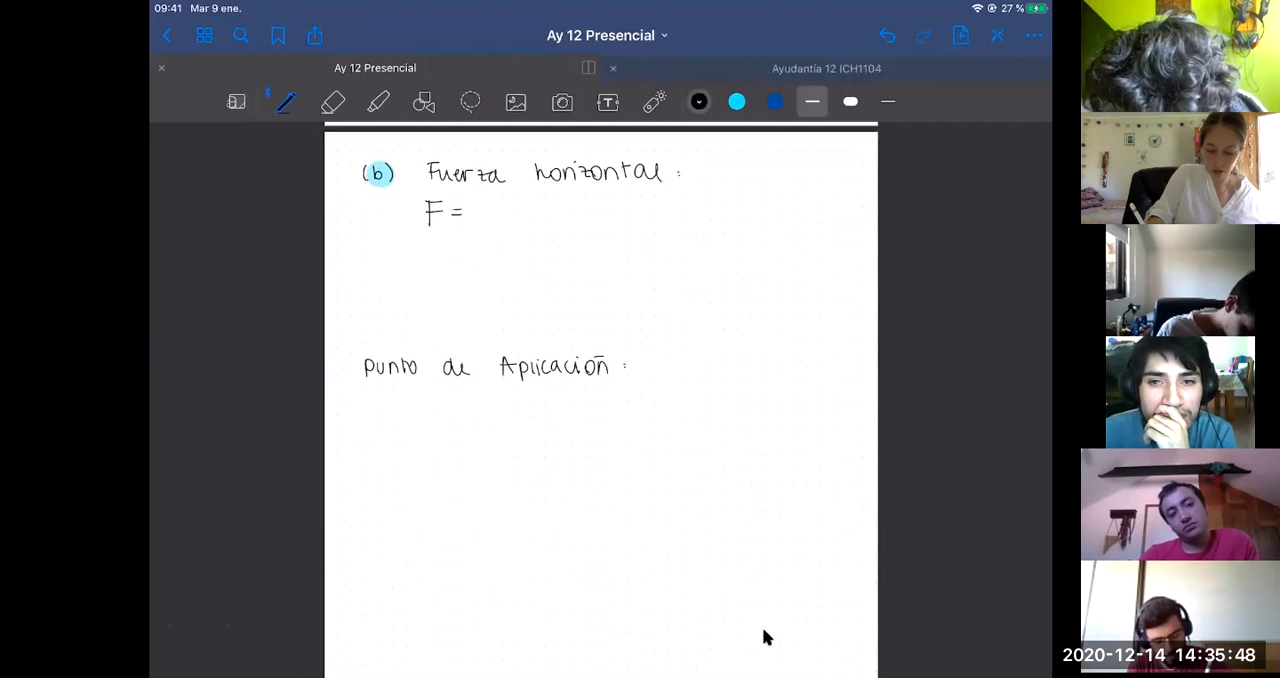 09:41 Mar 9 ene.
27 %
Ay 12 Presencial
Ay 12 Presencial
Ayudantía 12 ICH1104
(b) Fuerza horizontal:
F =
Punto de Aplicación:
2020-12-14 14:35:48